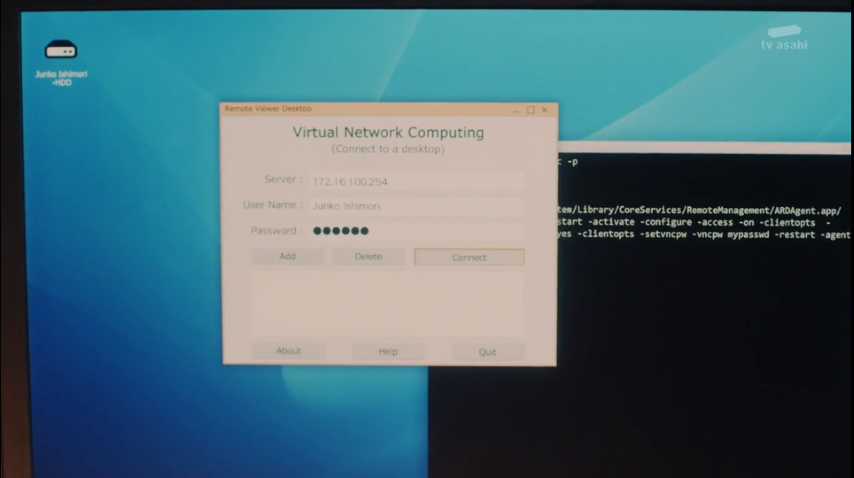 tv asahi
Junko Ishimori
-HDD
Remote Viewer Desktop
Virtual Network Computing
(Connect to a desktop)
Server : 172.16.100.254
User Name : Junko Ishimori
Password : ●●●●●●
Add Delete Connect
About Help Quit
c -p
tem/Library/CoreServices/RemoteManagement/ARDAgent.app/
start -activate -configure -access -on -clientopts -
yes -clientopts -setvncpw -vncpw mypasswd -restart -agent